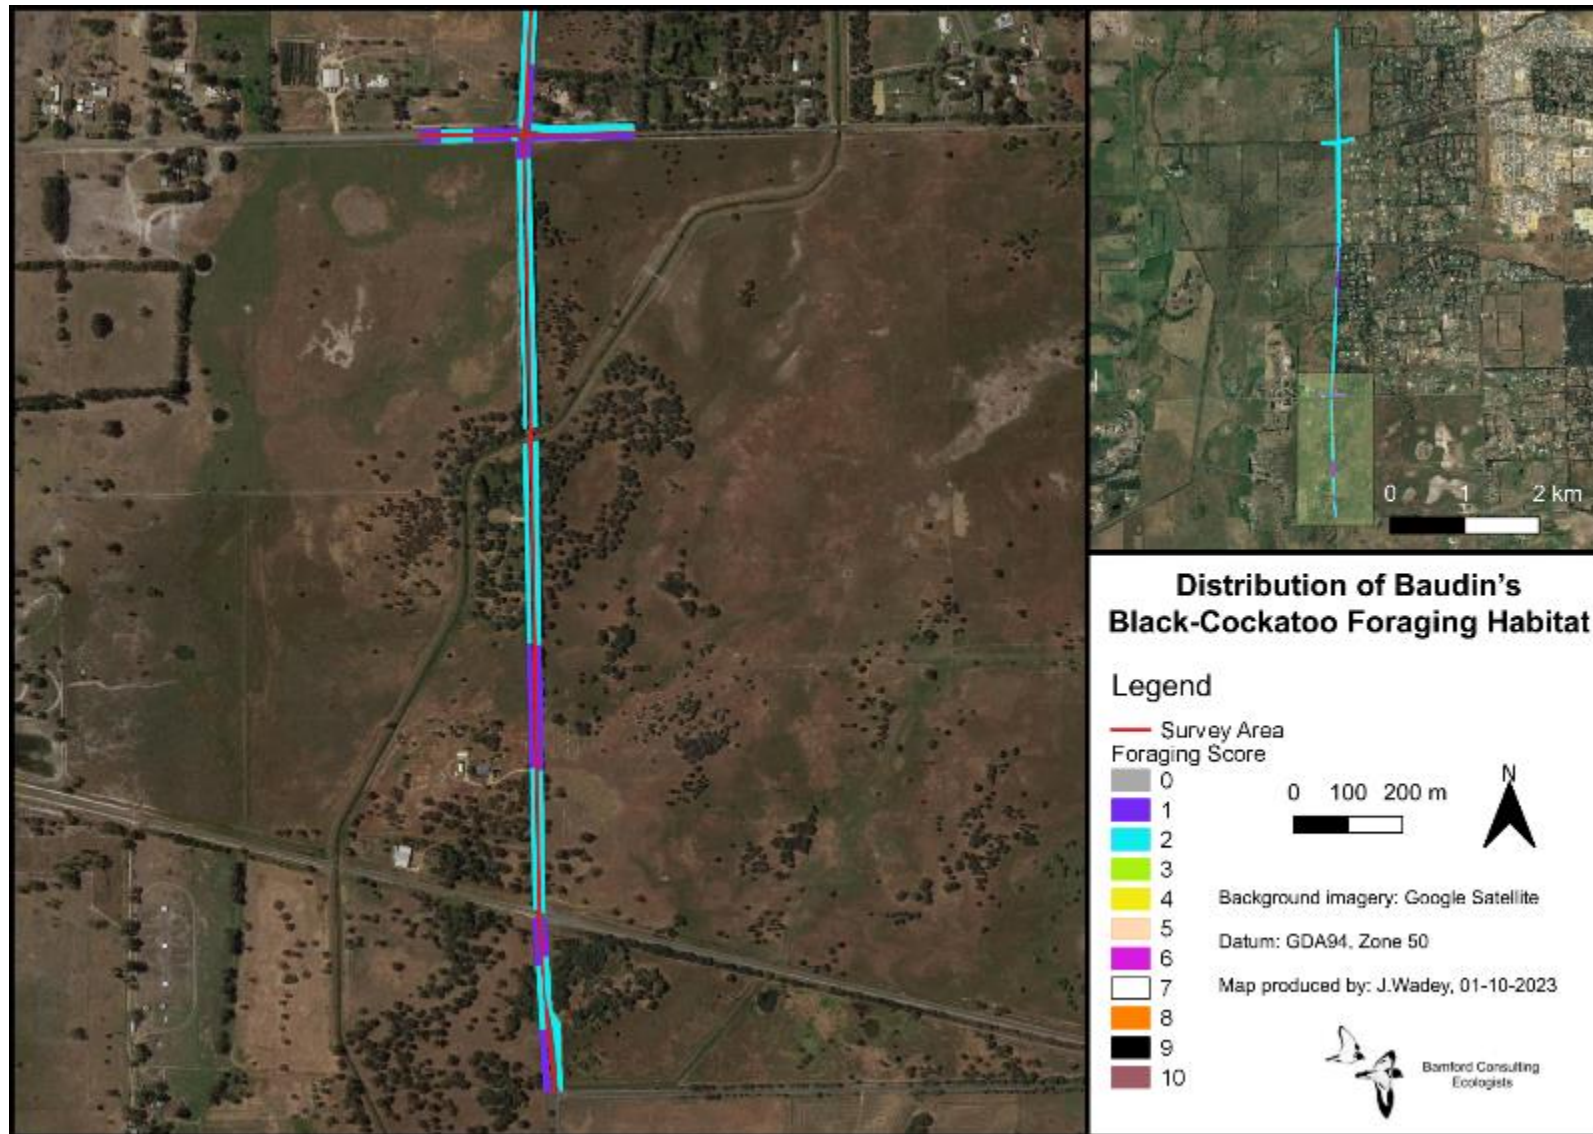 0 1 2 km
Distribution of Baudin's
Black-Cockatoo Foraging Habitat
Legend
Survey Area
Foraging Score
0
1
2
3
4
5
6
7
8
9
10
0 100 200 m
N
Background imagery: Google Satellite
Datum: GDA94, Zone 50
Map produced by: J.Wadey, 01-10-2023
Bamford Consulting
Ecologists